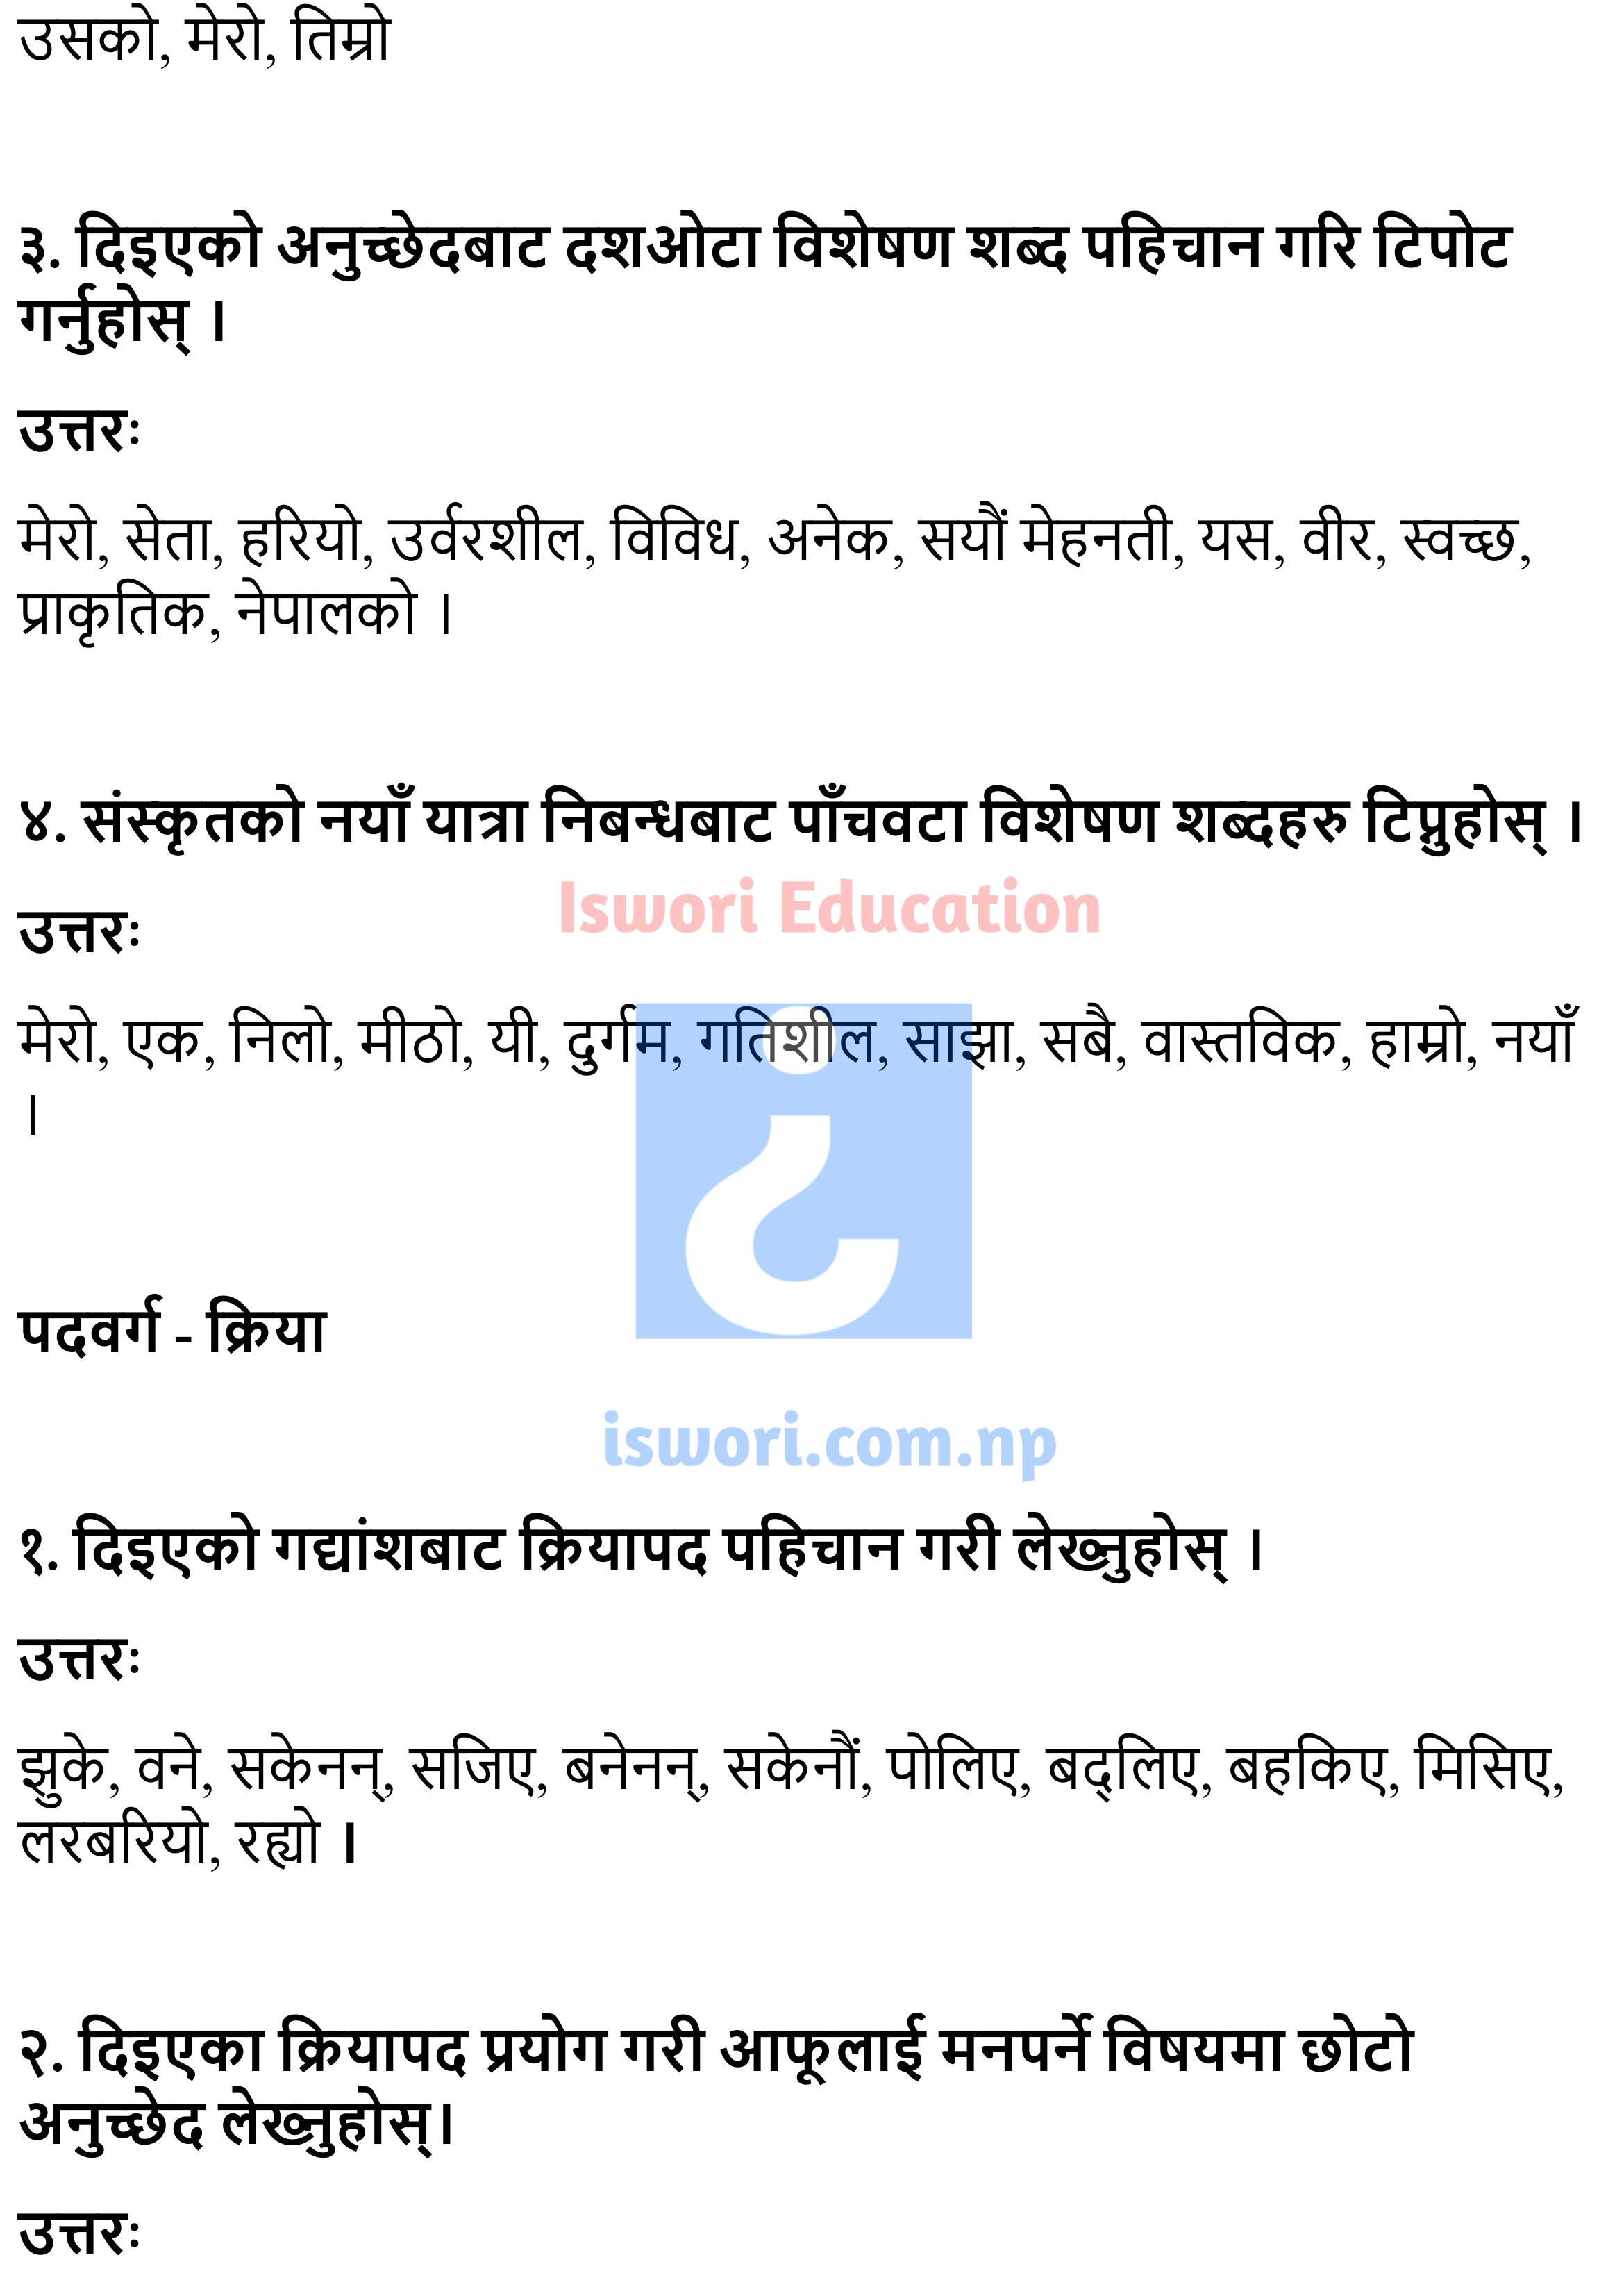 उसको, मेरो, तिम्रो
३. दिइएको अनुच्छेदबाट दशओटा विशेषण शब्द पहिचान गरि टिपोट
गर्नुहोस् ।
उत्तरः
मेरो, सेता, हरियो, उर्वरशील, विविध, अनेक, सयौं मेहनती, यस, वीर, स्वच्छ,
प्राकृतिक, नेपालको ।
४. संस्कृतको नयाँ यात्रा निबन्धबाट पाँचवटा विशेषण शब्दहरु टिप्नुहोस् ।
Iswori Education
उत्तरः
मेरो, एक, निलो, मीठो, यी, दुर्गम, गतिशील, साझा, सबै, वास्तविक, हाम्रो, नयाँ
।
पदवर्ग - क्रिया
iswori.com.np
१. दिइएको गद्यांशबाट क्रियापद पहिचान गरी लेख्नुहोस् ।
उत्तरः
झुके, वने, सकेनन्, सजिए, बनेनन्, सकेनौं, पोलिए, बद्लिए, बहकिए, मिसिए,
लरबरियो, रह्यो ।
२. दिइएका क्रियापद प्रयोग गरी आफूलाई मनपर्ने विषयमा छोटो
अनुच्छेद लेख्नुहोस्।
उत्तरः